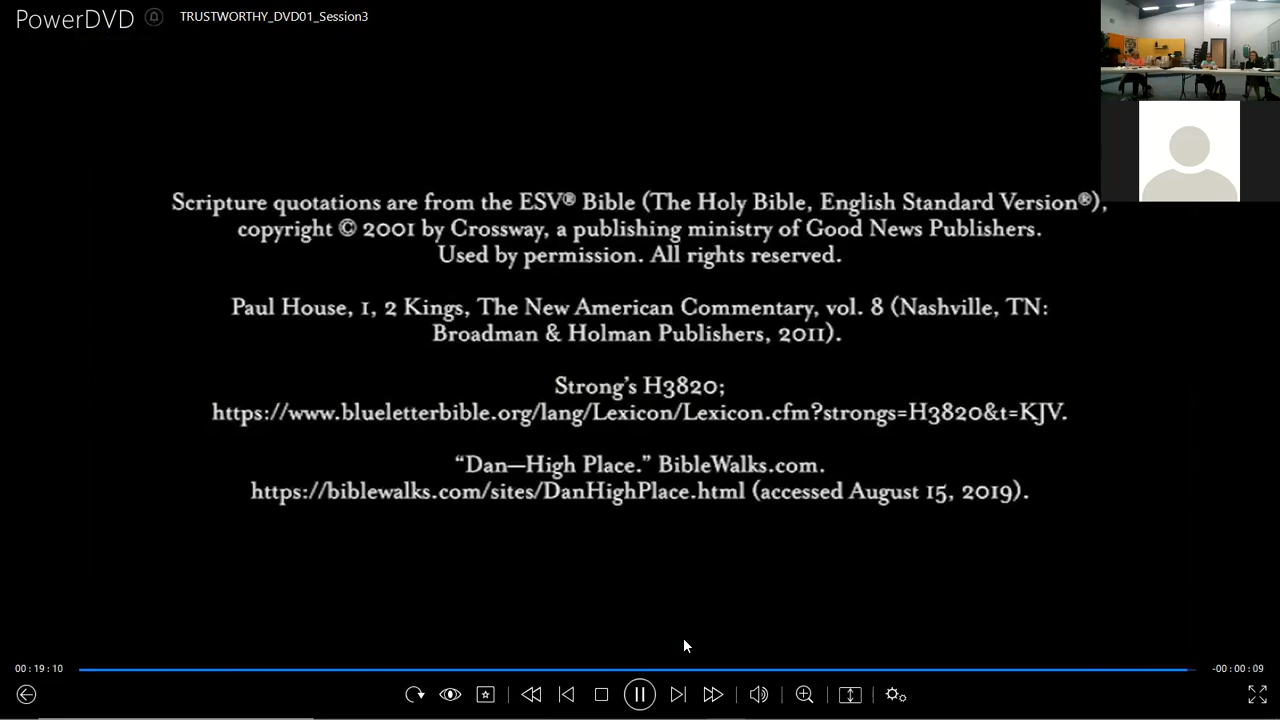 PowerDVD
TRUSTWORTHY_DVD01_Session3
Scripture quotations are from the ESV® Bible (The Holy Bible, English Standard Version®),
copyright © 2001 by Crossway, a publishing ministry of Good News Publishers.
Used by permission. All rights reserved.
Paul House, 1, 2 Kings, The New American Commentary, vol. 8 (Nashville, TN:
Broadman & Holman Publishers, 2011).
Strong’s H3820;
https://www.blueletterbible.org/lang/Lexicon/Lexicon.cfm?strongs=H3820&t=KJV.
“Dan—High Place.” BibleWalks.com.
https://biblewalks.com/sites/DanHighPlace.html (accessed August 15, 2019).
00:19:10
-00:00:09